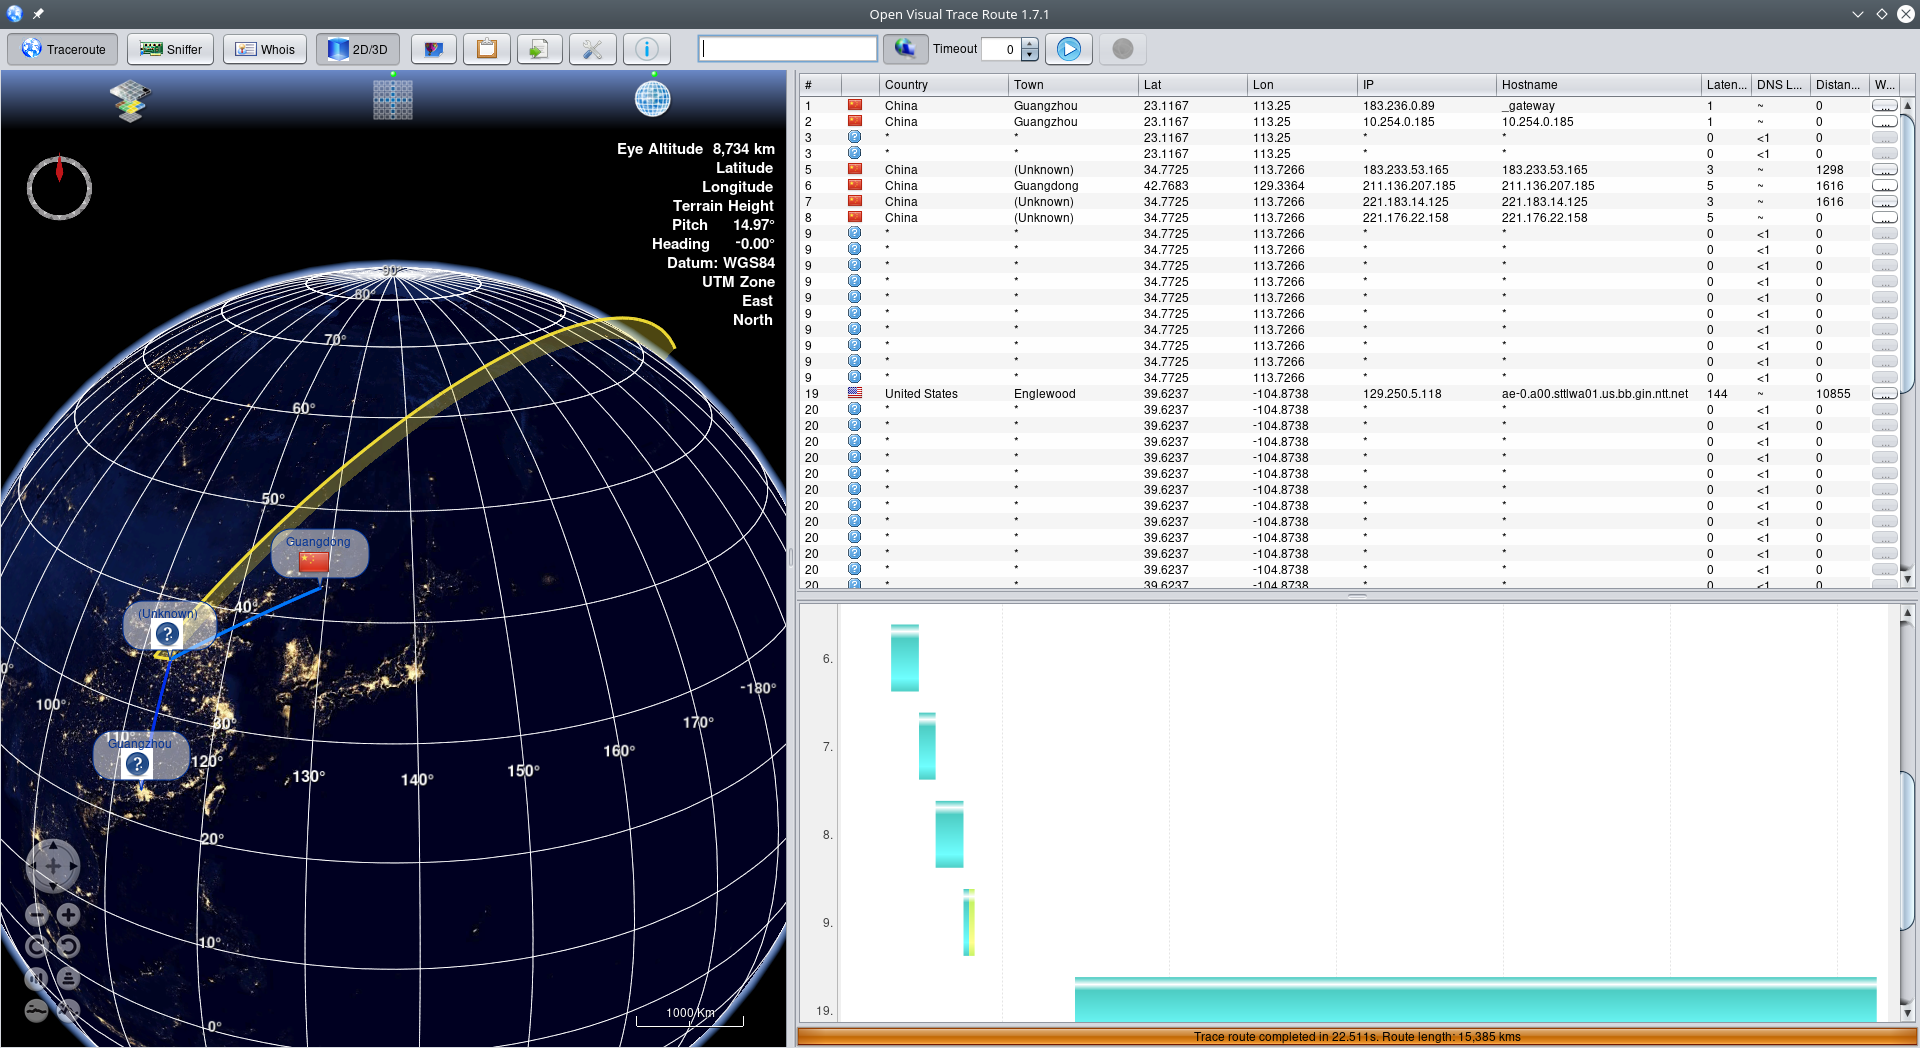 Open Visual Trace Route 1.7.1
Traceroute Sniffer Whois 2D/3D Timeout 0
Eye Altitude 8,734 km
Latitude
Longitude
Terrain Height
Pitch 14.97°
Heading -0.00°
Datum: WGS84
UTM Zone
East
North
90°
80°
70°
60°
50°
Guangdong
40°
(Unknown)
-180°
100°
170°
30°
110°
Guangzhou
160°
120°
150°
130°
140°
20°
10°
1000 Km
0°
# Country Town Lat Lon IP Hostname Laten... DNS L... Distan... W...
1 China Guangzhou 23.1167 113.25 183.236.0.89 _gateway 1 ~ 0 ...
2 China Guangzhou 23.1167 113.25 10.254.0.185 10.254.0.185 1 ~ 0 ...
3 * * 23.1167 113.25 * * 0 <1 0 ...
3 * * 23.1167 113.25 * * 0 <1 0 ...
5 China (Unknown) 34.7725 113.7266 183.233.53.165 183.233.53.165 3 ~ 1298 ...
6 China Guangdong 42.7683 129.3364 211.136.207.185 211.136.207.185 5 ~ 1616 ...
7 China (Unknown) 34.7725 113.7266 221.183.14.125 221.183.14.125 3 ~ 1616 ...
8 China (Unknown) 34.7725 113.7266 221.176.22.158 221.176.22.158 5 ~ 0 ...
9 * * 34.7725 113.7266 * * 0 <1 0 ...
9 * * 34.7725 113.7266 * * 0 <1 0 ...
9 * * 34.7725 113.7266 * * 0 <1 0 ...
9 * * 34.7725 113.7266 * * 0 <1 0 ...
9 * * 34.7725 113.7266 * * 0 <1 0 ...
9 * * 34.7725 113.7266 * * 0 <1 0 ...
9 * * 34.7725 113.7266 * * 0 <1 0 ...
9 * * 34.7725 113.7266 * * 0 <1 0 ...
9 * * 34.7725 113.7266 * * 0 <1 0 ...
9 * * 34.7725 113.7266 * * 0 <1 0 ...
19 United States Englewood 39.6237 -104.8738 129.250.5.118 ae-0.a00.sttlwa01.us.bb.gin.ntt.net 144 ~ 10855 ...
20 * * 39.6237 -104.8738 * * 0 <1 0 ...
20 * * 39.6237 -104.8738 * * 0 <1 0 ...
20 * * 39.6237 -104.8738 * * 0 <1 0 ...
20 * * 39.6237 -104.8738 * * 0 <1 0 ...
20 * * 39.6237 -104.8738 * * 0 <1 0 ...
20 * * 39.6237 -104.8738 * * 0 <1 0 ...
20 * * 39.6237 -104.8738 * * 0 <1 0 ...
20 * * 39.6237 -104.8738 * * 0 <1 0 ...
20 * * 39.6237 -104.8738 * * 0 <1 0 ...
20 * * 39.6237 -104.8738 * * 0 <1 0 ...
20 * * 39.6237 -104.8738 * * 0 <1 0 ...
20 * * 39.6237 -104.8738 * * 0 <1 0 ...
6.
7.
8.
9.
19.
Trace route completed in 22.511s. Route length: 15,385 kms